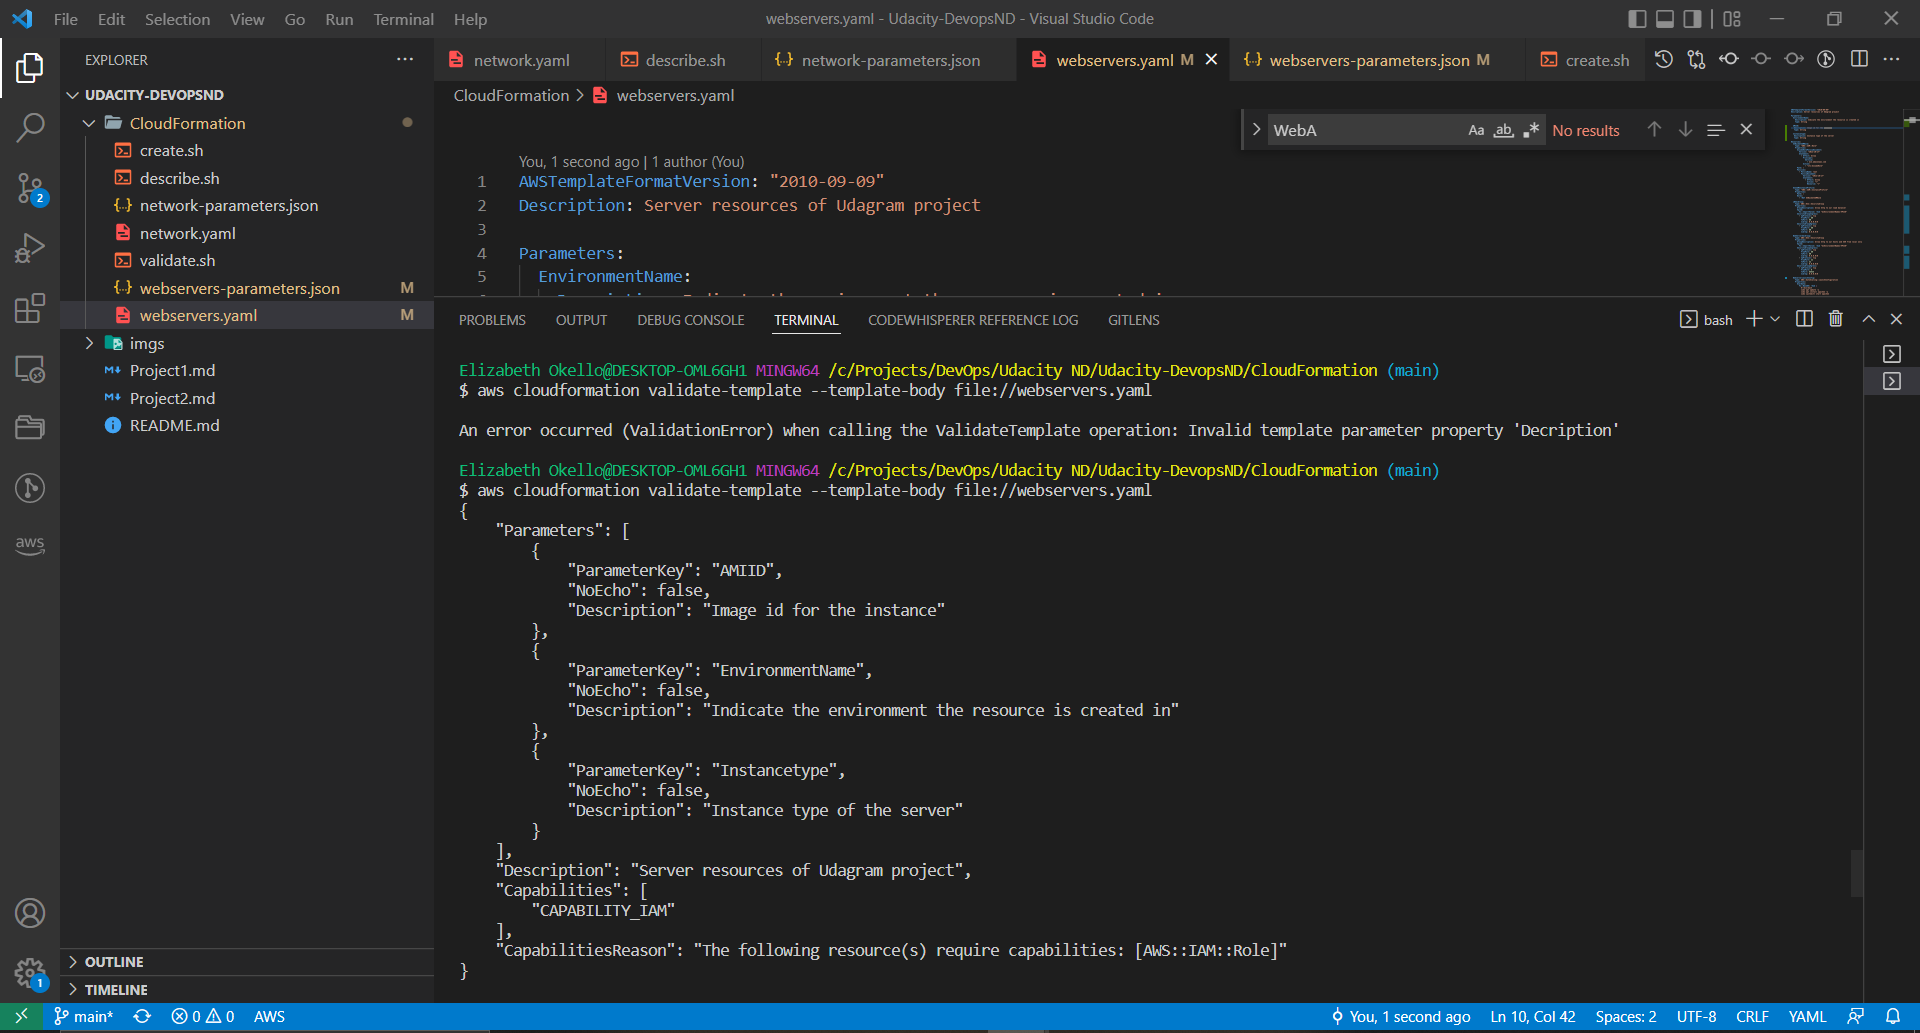 File Edit Selection View Go Run Terminal Help
webservers.yaml - Udacity-DevopsND - Visual Studio Code
EXPLORER
UDACITY-DEVOPSND
CloudFormation
create.sh
describe.sh
network-parameters.json
network.yaml
validate.sh
webservers-parameters.json M
webservers.yaml M
imgs
Project1.md
Project2.md
README.md
OUTLINE
TIMELINE
2
aws
1
network.yaml describe.sh network-parameters.json webservers.yaml M webservers-parameters.json M create.sh
CloudFormation > webservers.yaml
WebA Aa ab No results
You, 1 second ago | 1 author (You)
1 AWSTemplateFormatVersion: "2010-09-09"
2 Description: Server resources of Udagram project
3
4 Parameters:
5 EnvironmentName:
PROBLEMS OUTPUT DEBUG CONSOLE TERMINAL CODEWHISPERER REFERENCE LOG GITLENS
bash
Elizabeth Okello@DESKTOP-OML6GH1 MINGW64 /c/Projects/DevOps/Udacity ND/Udacity-DevopsND/CloudFormation (main)
$ aws cloudformation validate-template --template-body file://webservers.yaml
An error occurred (ValidationError) when calling the ValidateTemplate operation: Invalid template parameter property 'Decription'
Elizabeth Okello@DESKTOP-OML6GH1 MINGW64 /c/Projects/DevOps/Udacity ND/Udacity-DevopsND/CloudFormation (main)
$ aws cloudformation validate-template --template-body file://webservers.yaml
{
"Parameters": [
{
"ParameterKey": "AMIID",
"NoEcho": false,
"Description": "Image id for the instance"
},
{
"ParameterKey": "EnvironmentName",
"NoEcho": false,
"Description": "Indicate the environment the resource is created in"
},
{
"ParameterKey": "Instancetype",
"NoEcho": false,
"Description": "Instance type of the server"
}
],
"Description": "Server resources of Udagram project",
"Capabilities": [
"CAPABILITY_IAM"
],
"CapabilitiesReason": "The following resource(s) require capabilities: [AWS::IAM::Role]"
}
main* 0 0 AWS
You, 1 second ago Ln 10, Col 42 Spaces: 2 UTF-8 CRLF YAML